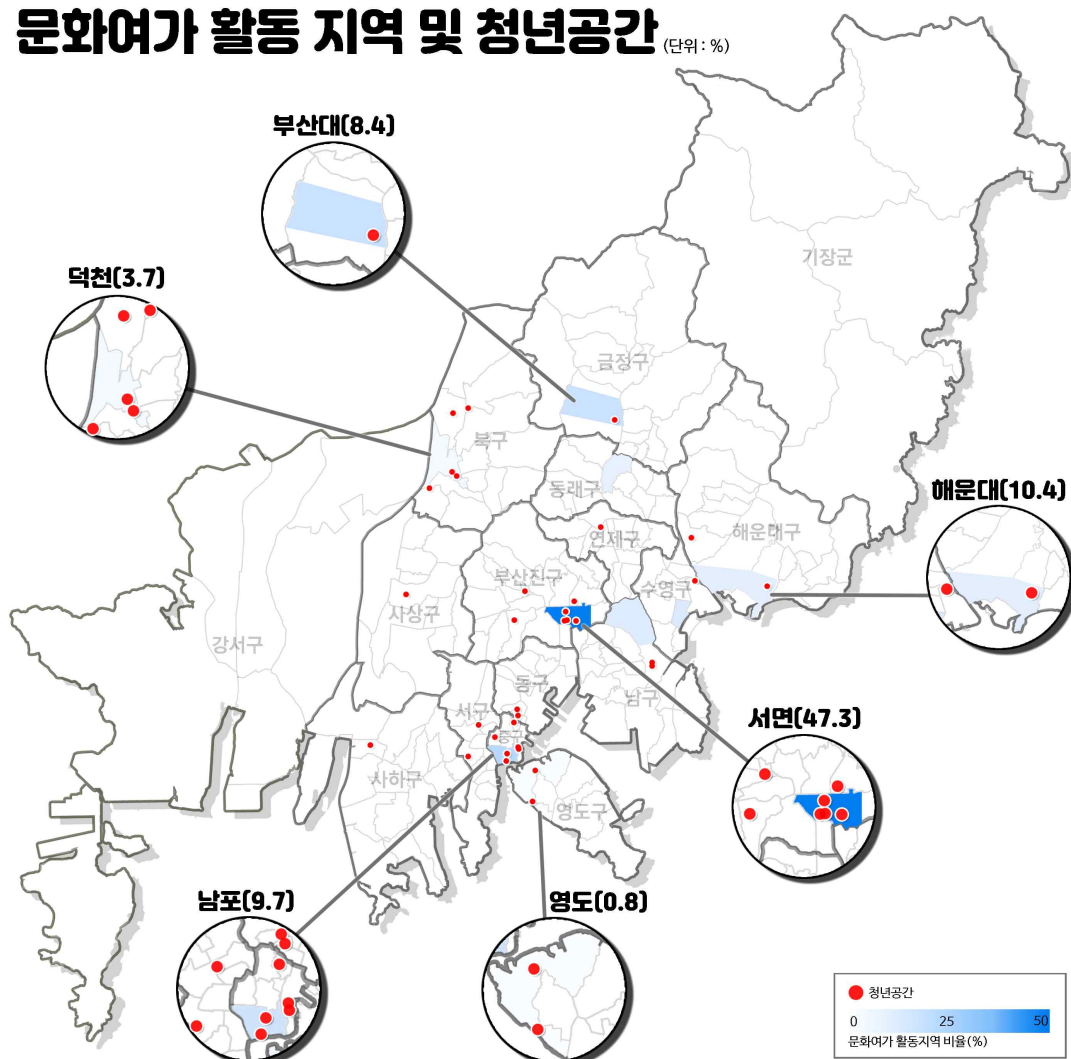 문화여가 활동 지역 및 청년공간 (단위 : %)
부산대(8.4)
덕천(3.7)
기장군
금정구
북구
동래구
해운대(10.4)
연제구
해운대구
부산진구
수영구
사상구
강서구
동구
남구
서구
중구
서면(47.3)
사하구
영도구
남포(9.7)
영도(0.8)
청년공간
0 25 50
문화여가 활동지역 비율(%)